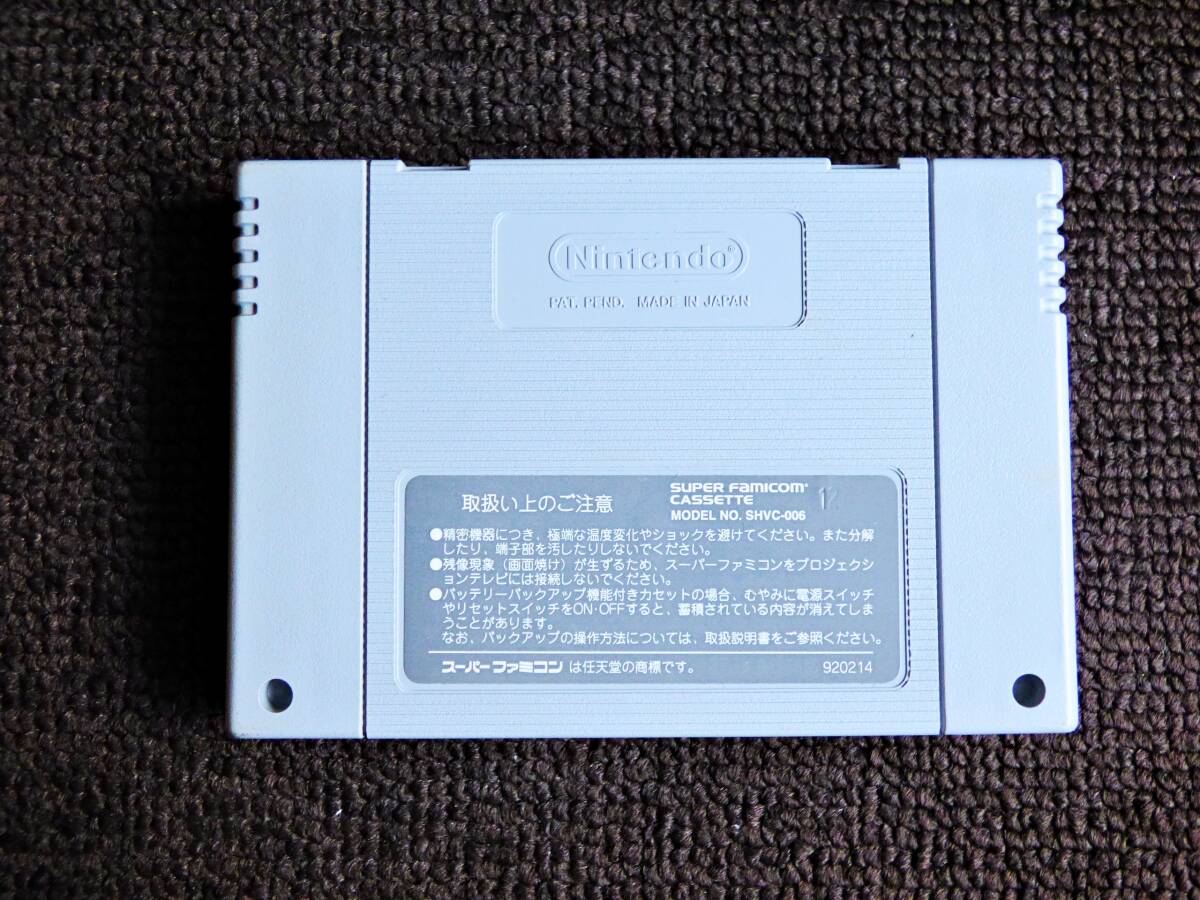 Nintendo®
PAT. PEND. MADE IN JAPAN
取扱い上のご注意
SUPER FAMICOM®
CASSETTE
MODEL NO. SHVC-006
●精密機器につき、極端な温度変化やショックを避けてください。また分解
したり、端子部を汚したりしないでください。
●残像現象(画面焼け)が生ずるため、スーパーファミコンをプロジェクシ
ョンテレビには接続しないでください。
●バッテリーバックアップ機能付きカセットの場合、むやみに電源スイッチ
やリセットスイッチをON·OFFすると、蓄積されている内容が消えてしま
うことがあります。
なお、バックアップの操作方法については、取扱説明書をご参照ください。
スーパーファミコン は任天堂の商標です。
920214